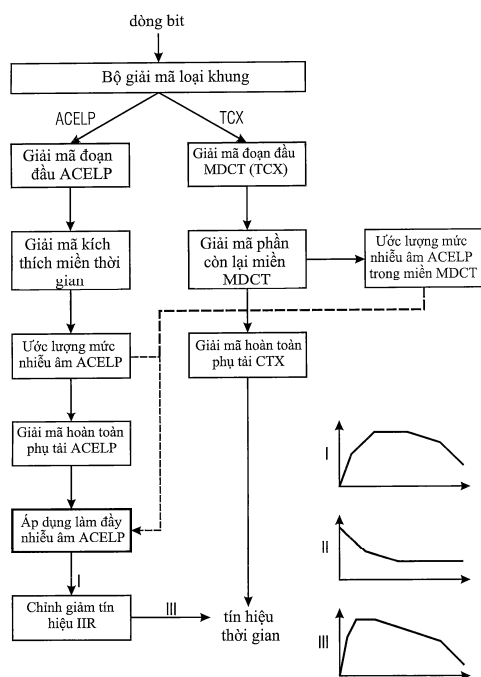 dòng bit
Bộ giải mã loại khung
ACELP
TCX
Giải mã đoạn
đầu ACELP
Giải mã đoạn đầu
MDCT (TCX)
Giải mã kích
thích miền thời
gian
Giải mã phần
còn lại miền
MDCT
Ước lượng mức
nhiễu âm ACELP
trong miền MDCT
Ước lượng mức
nhiễu âm ACELP
Giải mã hoàn toàn
phụ tải CTX
Giải mã hoàn toàn
phụ tải ACELP
Áp dụng làm đầy
nhiễu âm ACELP
I
Chỉnh giảm tín
hiệu IIR
III
tín hiệu
thời gian
I
II
III